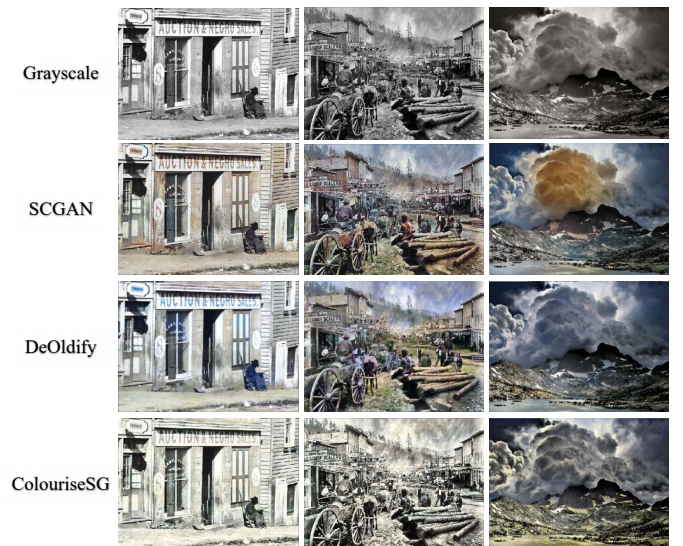 Grayscale
AUCTION & NEGRO SALES,
SCGAN
AUCTION & NEGRO SALES,
DeOldify
AUCTION & NEGRO SALES,
ColouriseSG
AUCTION & NEGRO SALES,